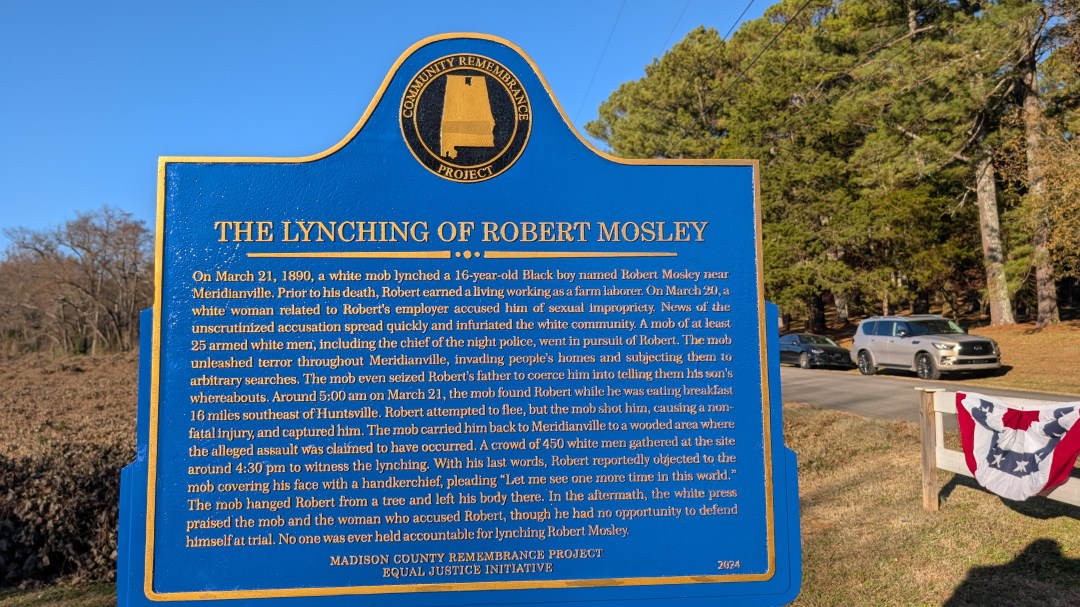 COMMUNITY REMEMBRANCE
PROJECT
THE LYNCHING OF ROBERT MOSLEY
On March 21, 1890, a white mob lynched a 16-year-old Black boy named Robert Mosley near
Meridianville. Prior to his death, Robert earned a living working as a farm laborer. On March 20, a
white woman related to Robert's employer accused him of sexual impropriety. News of the
unscrutinized accusation spread quickly and infuriated the white community. A mob of at least
25 armed white men, including the chief of the night police, went in pursuit of Robert. The mob
unleashed terror throughout Meridianville, invading people's homes and subjecting them to
arbitrary searches. The mob even seized Robert's father to coerce him into telling them his son's
whereabouts. Around 5:00 am on March 21, the mob found Robert while he was eating breakfast
16 miles southeast of Huntsville. Robert attempted to flee, but the mob shot him, causing a non-
fatal injury, and captured him. The mob carried him back to Meridianville to a wooded area where
the alleged assault was claimed to have occurred. A crowd of 450 white men gathered at the site
around 4:30 pm to witness the lynching. With his last words, Robert reportedly objected to the
mob covering his face with a handkerchief, pleading "Let me see one more time in this world."
The mob hanged Robert from a tree and left his body there. In the aftermath, the white press
praised the mob and the woman who accused Robert, though he had no opportunity to defend
himself at trial. No one was ever held accountable for lynching Robert Mosley.
MADISON COUNTY REMEMBRANCE PROJECT
EQUAL JUSTICE INITIATIVE
2024